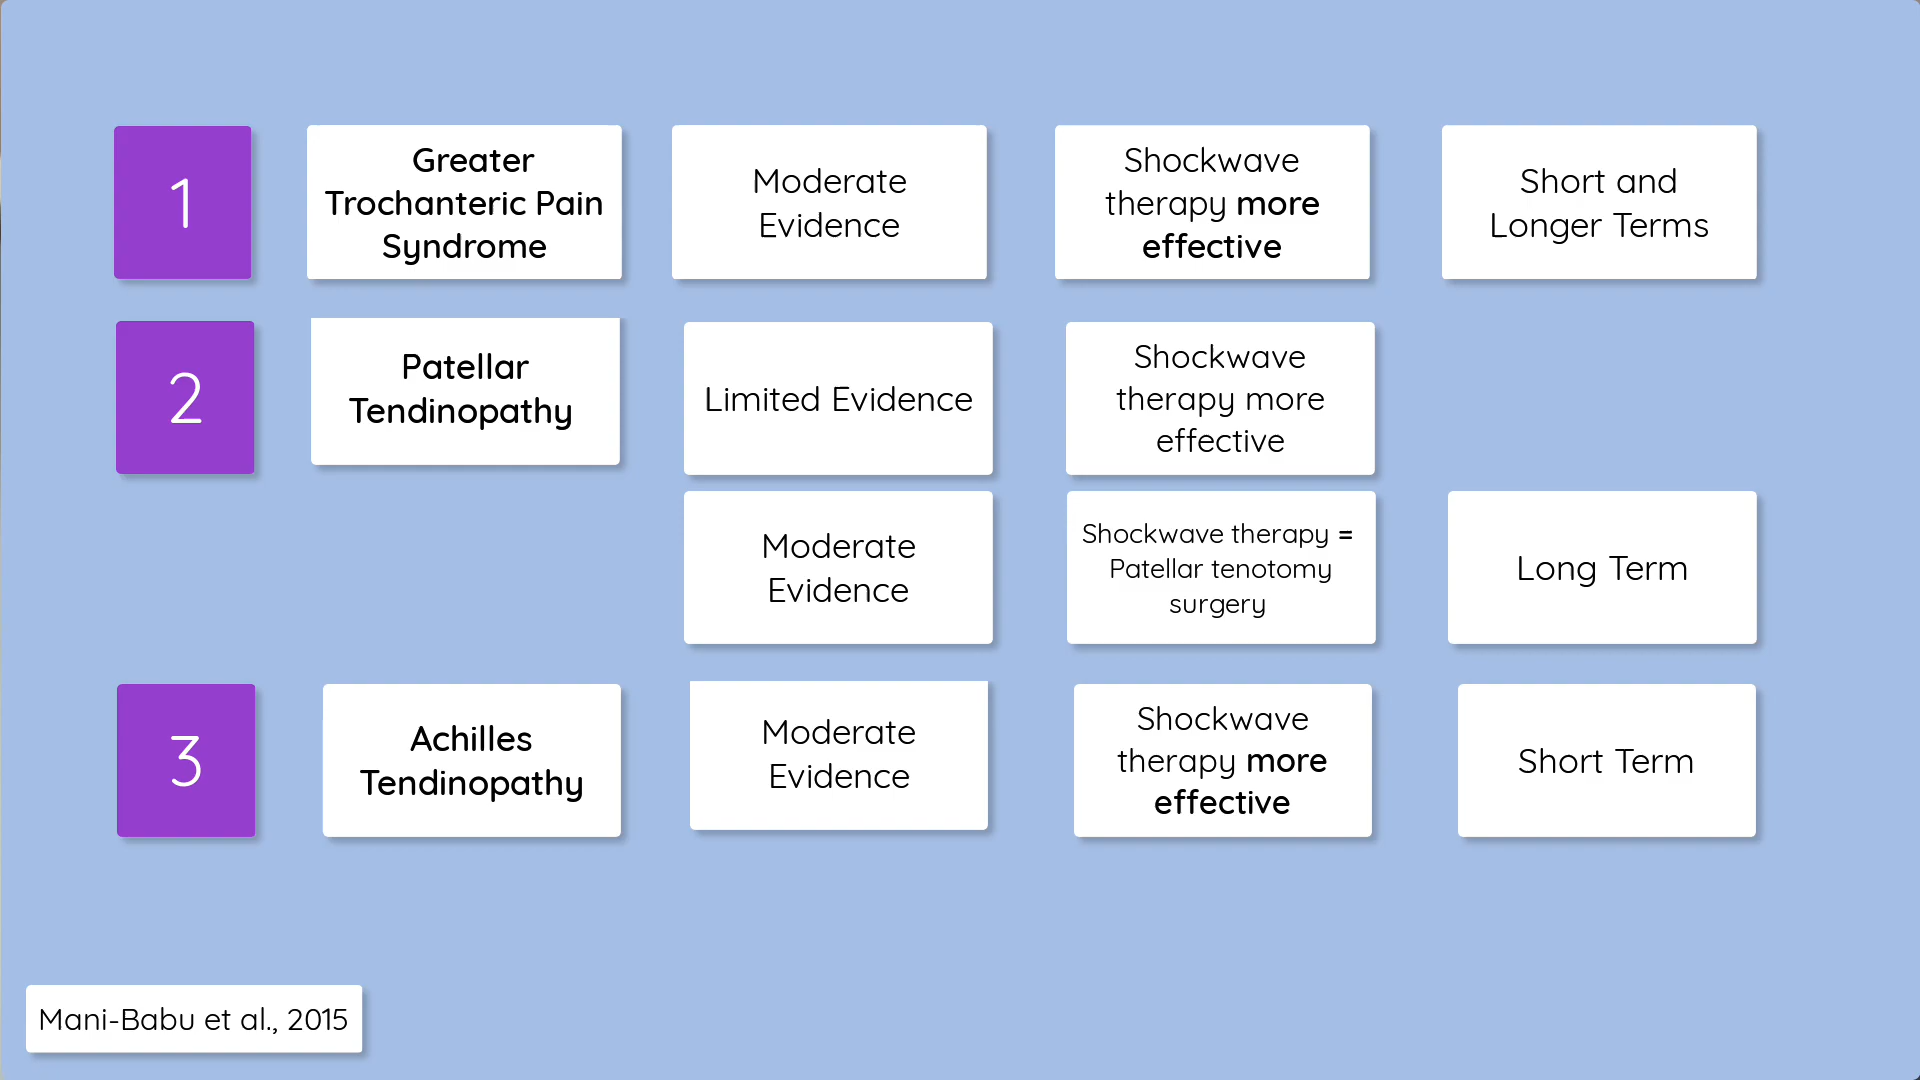 1
Greater
Trochanteric Pain
Syndrome
Moderate
Evidence
Shockwave
therapy more
effective
Short and
Longer Terms
2
Patellar
Tendinopathy
Limited Evidence
Shockwave
therapy more
effective
Moderate
Evidence
Shockwave therapy =
Patellar tenotomy
surgery
Long Term
3
Achilles
Tendinopathy
Moderate
Evidence
Shockwave
therapy more
effective
Short Term
Mani-Babu et al., 2015